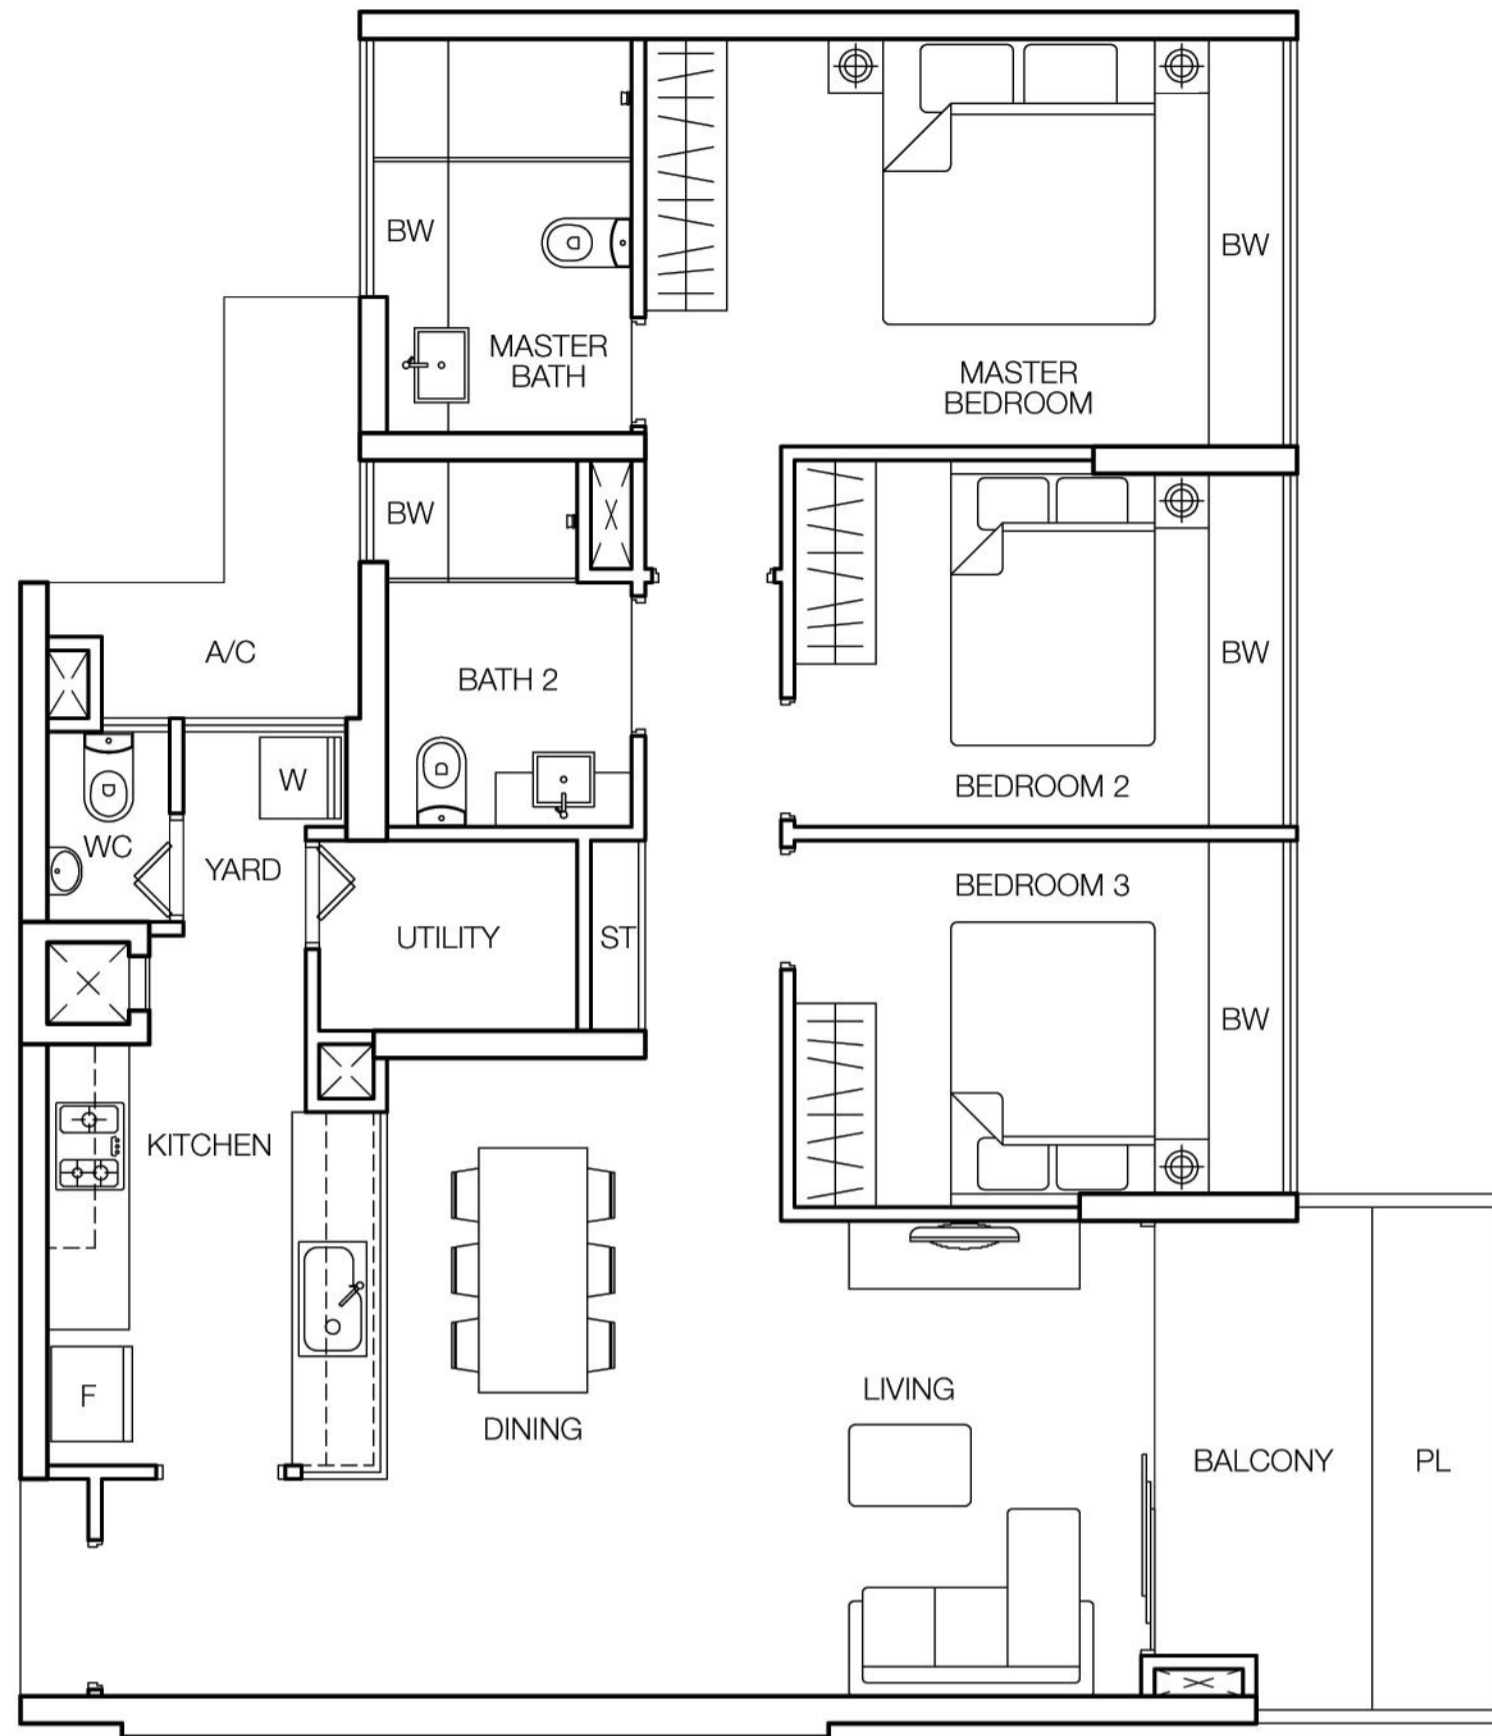 BW
BW
MASTER
BATH
MASTER
BEDROOM
BW
A/C
BATH 2
BW
W
BEDROOM 2
WC
YARD
BEDROOM 3
UTILITY
ST
BW
KITCHEN
F
LIVING
DINING
BALCONY
PL